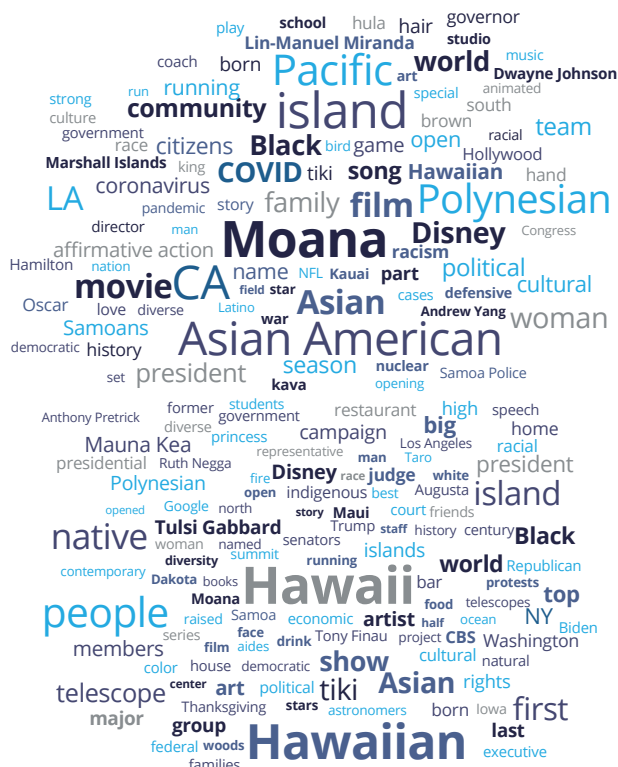 play school hula hair governor
Lin-Manuel Miranda studio
coach born Pacific art world music
Dwayne Johnson
strong run running island special animated
culture community south
government brown
race citizens Black bird game open racial team
Marshall Islands king COVID tiki song Hawaiian Hollywood hand
LA coronavirus
pandemic story family film Polynesian
director man Moana Disney Congress
affirmative action racism
Hamilton nation name NFL Kauai part political
movie CA field star cases defensive cultural
Oscar love diverse Latino Asian Andrew Yang woman
Samoans war
democratic history Asian American
set president season nuclear Samoa Police
kava opening
Anthony Pretrick former students restaurant high speech
diverse government
princess campaign big home
Mauna Kea Los Angeles racial
presidential Ruth Negga representative man Taro president
Polynesian fire Disney race judge white
open indigenous best Augusta island
opened Google north story Maui court friends
native Tulsi Gabbard Trump staff history century Black
woman named senators
diversity summit running islands
contemporary Dakota books Hawaii bar world Republican
protests
Moana food telescopes top
people raised Samoa economic artist half ocean NY Biden
series face drink Tony Finau project CBS Washington
members film aides
color house democratic show cultural natural
telescope center art political tiki Asian rights
Thanksgiving stars astronomers born Iowa first
major group last
federal woods Hawaiian executive
families